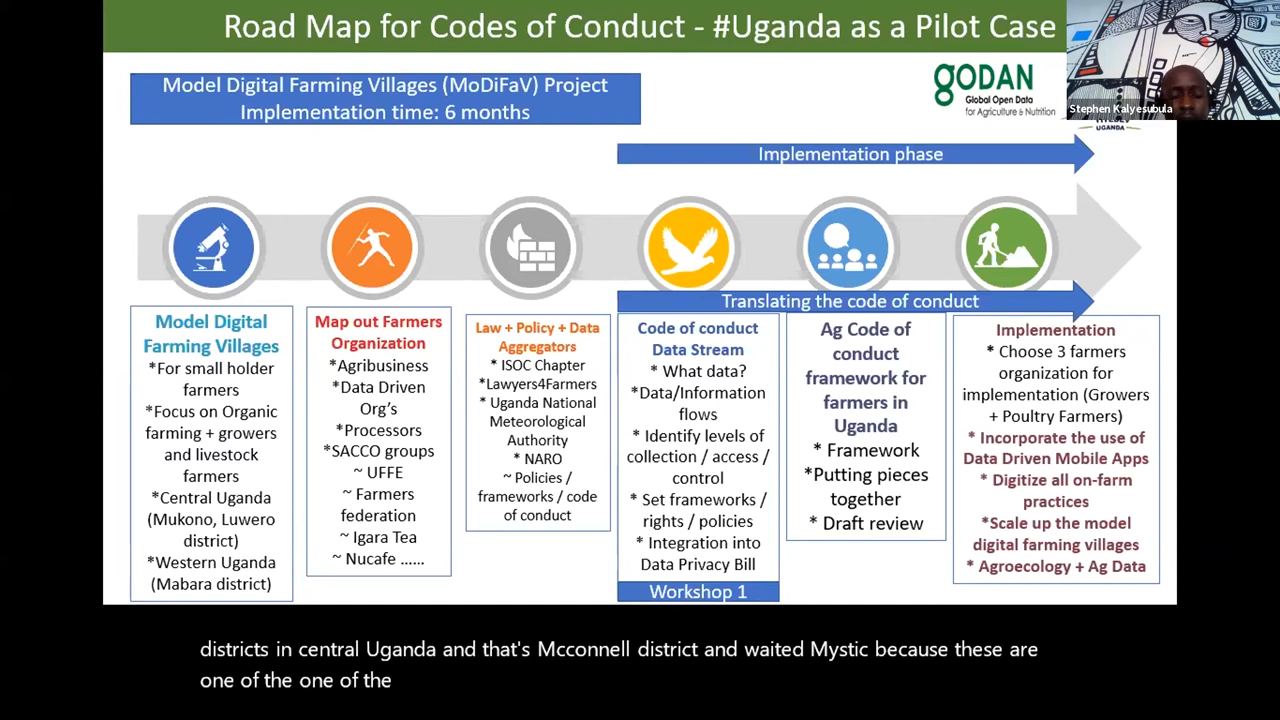 Road Map for Codes of Conduct - #Uganda as a Pilot Case
Model Digital Farming Villages (MoDiFaV) Project
Implementation time: 6 months
GODAN
Global Open Data
for Agriculture & Nutrition
Stephen Kalyesubula
UGANDA
Implementation phase
Translating the code of conduct
Model Digital
Farming Villages
*For small holder
farmers
*Focus on Organic
farming + growers
and livestock
farmers
*Central Uganda
(Mukono, Luwero
district)
*Western Uganda
(Mabara district)
Map out Farmers
Organization
*Agribusiness
*Data Driven
Org's
*Processors
*SACCO groups
~ UFFE
~ Farmers
federation
~ Igara Tea
~ Nucafe ......
Law + Policy + Data
Aggregators
* ISOC Chapter
*Lawyers4Farmers
* Uganda National
Meteorological
Authority
* NARO
~ Policies /
frameworks / code
of conduct
Code of conduct
Data Stream
* What data?
*Data/Information
flows
* Identify levels of
collection / access /
control
* Set frameworks /
rights / policies
* Integration into
Data Privacy Bill
Workshop 1
Ag Code of
conduct
framework for
farmers in
Uganda
* Framework
*Putting pieces
together
* Draft review
Implementation
* Choose 3 farmers
organization for
implementation (Growers
+ Poultry Farmers)
* Incorporate the use of
Data Driven Mobile Apps
* Digitize all on-farm
practices
*Scale up the model
digital farming villages
* Agroecology + Ag Data
districts in central Uganda and that's Mcconnell district and waited Mystic because these are
one of the one of the